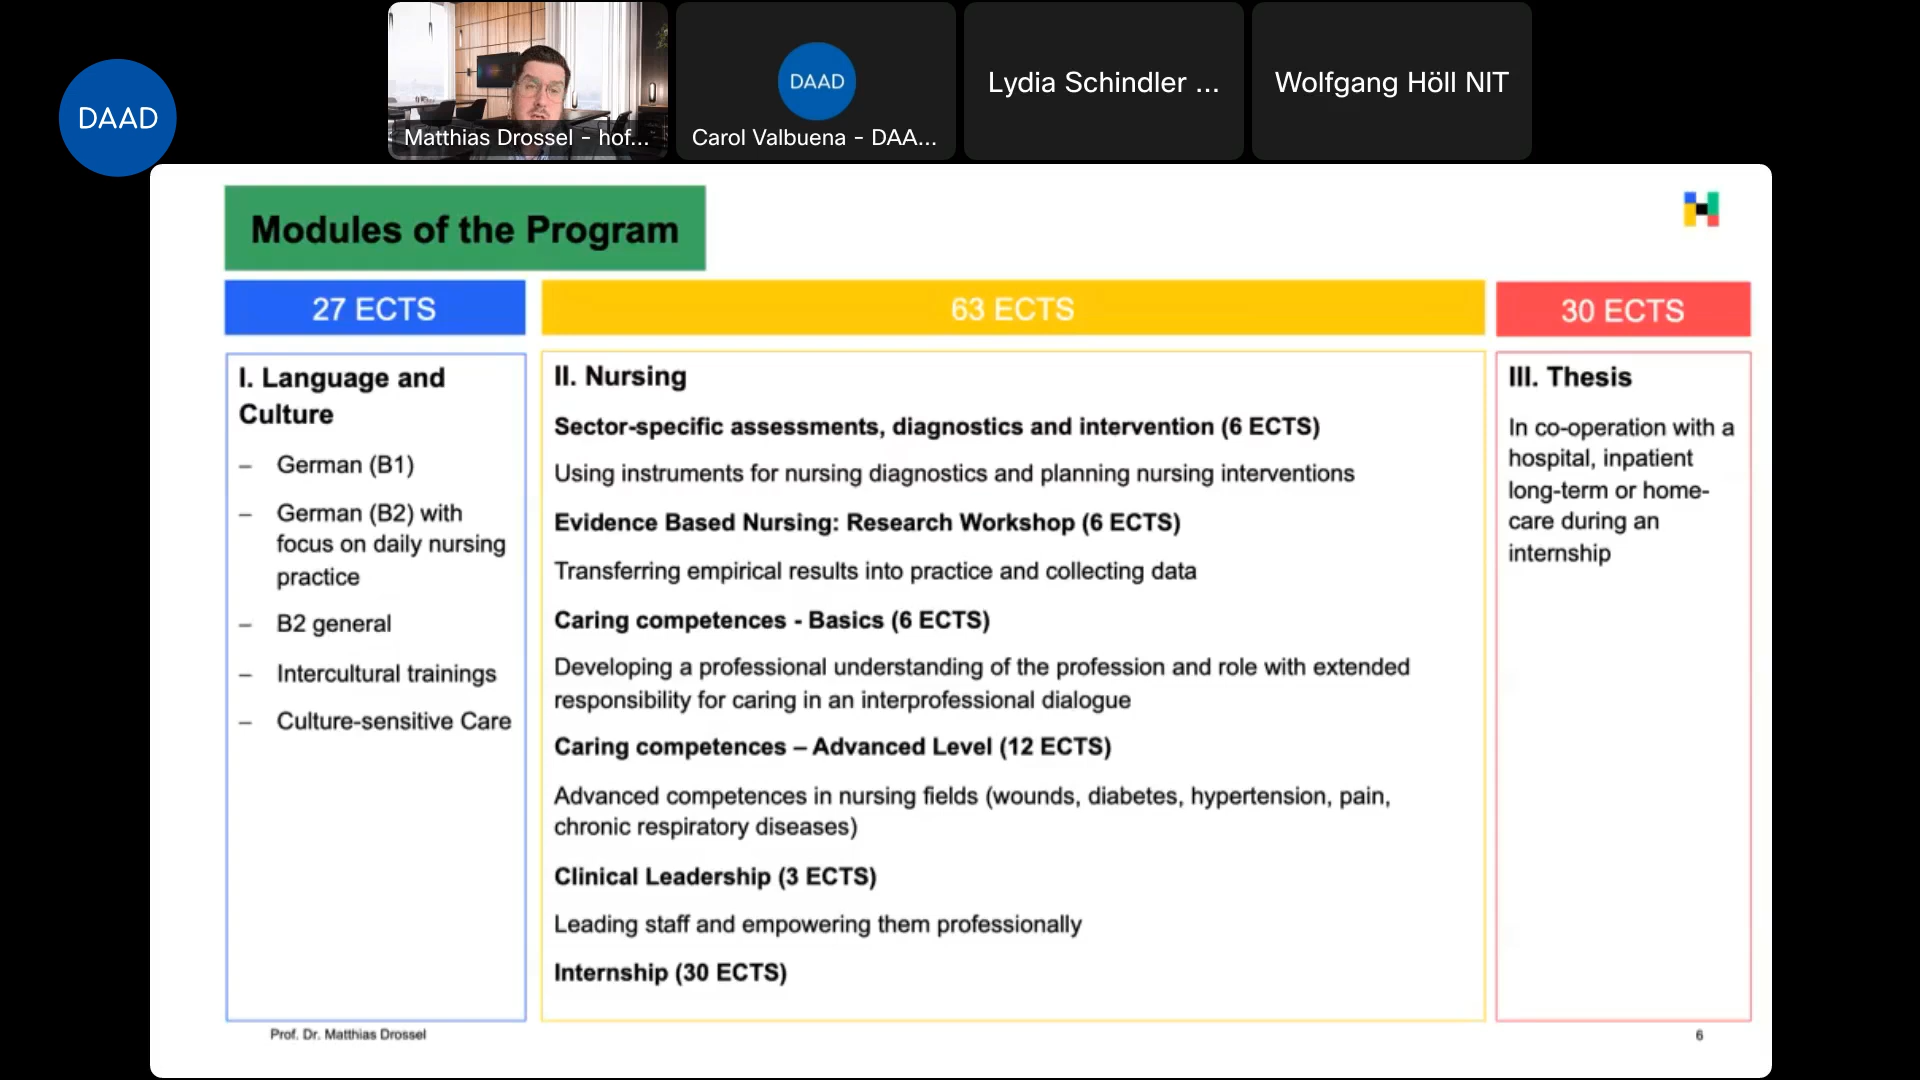 DAAD
Matthias Drossel - hof...
DAAD
Carol Valbuena - DAA...
Lydia Schindler ...
Wolfgang Höll NIT
Modules of the Program
27 ECTS
63 ECTS
30 ECTS
I. Language and
Culture
– German (B1)
– German (B2) with
focus on daily nursing
practice
– B2 general
– Intercultural trainings
– Culture-sensitive Care
II. Nursing
Sector-specific assessments, diagnostics and intervention (6 ECTS)
Using instruments for nursing diagnostics and planning nursing interventions
Evidence Based Nursing: Research Workshop (6 ECTS)
Transferring empirical results into practice and collecting data
Caring competences - Basics (6 ECTS)
Developing a professional understanding of the profession and role with extended
responsibility for caring in an interprofessional dialogue
Caring competences – Advanced Level (12 ECTS)
Advanced competences in nursing fields (wounds, diabetes, hypertension, pain,
chronic respiratory diseases)
Clinical Leadership (3 ECTS)
Leading staff and empowering them professionally
Internship (30 ECTS)
III. Thesis
In co-operation with a
hospital, inpatient
long-term or home-
care during an
internship
Prof. Dr. Matthias Drossel
6